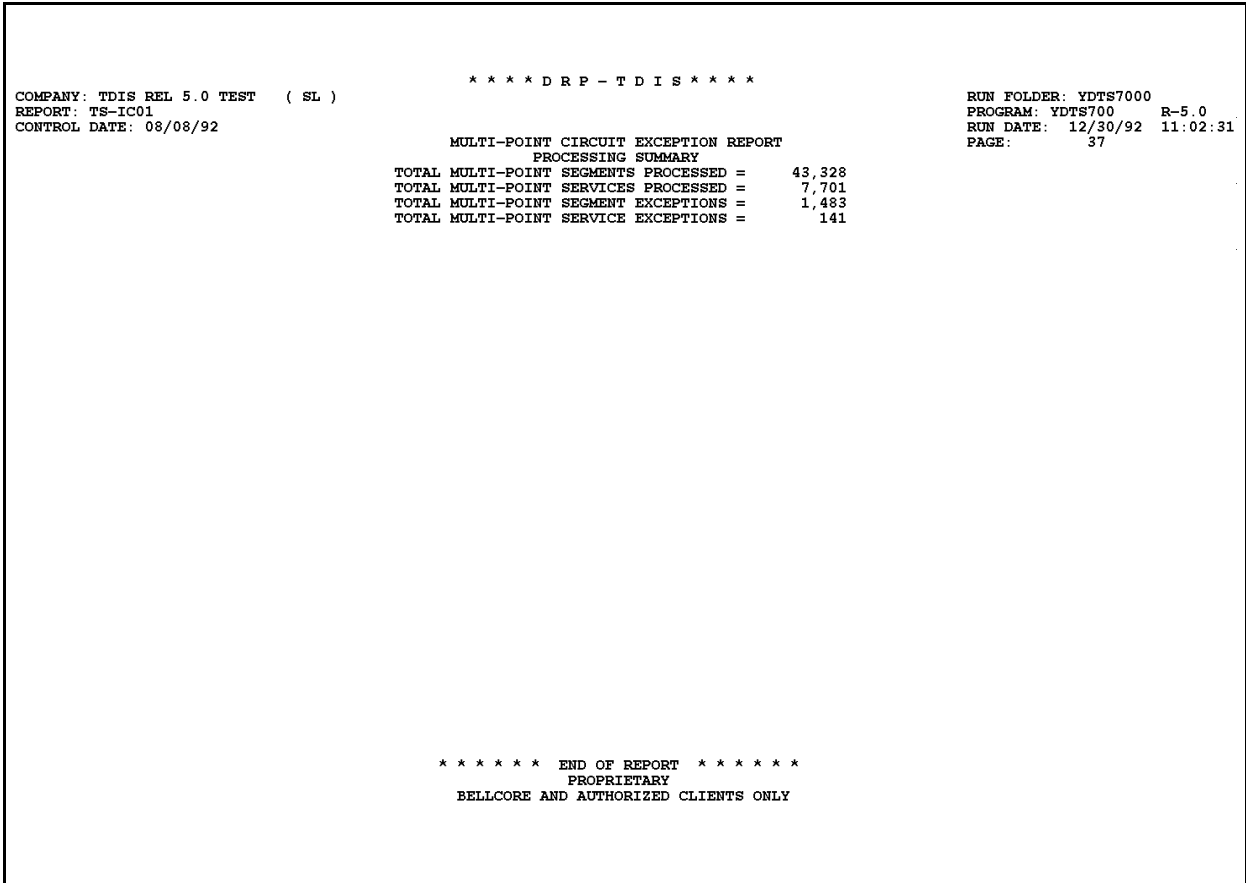 * * * * D R P - T D I S * * * *
COMPANY: TDIS REL 5.0 TEST ( SL ) RUN FOLDER: YDTS7000
REPORT: TS-IC01 PROGRAM: YDTS700 R-5.0
CONTROL DATE: 08/08/92 RUN DATE: 12/30/92 11:02:31
MULTI-POINT CIRCUIT EXCEPTION REPORT PAGE: 37
PROCESSING SUMMARY
TOTAL MULTI-POINT SEGMENTS PROCESSED = 43,328
TOTAL MULTI-POINT SERVICES PROCESSED = 7,701
TOTAL MULTI-POINT SEGMENT EXCEPTIONS = 1,483
TOTAL MULTI-POINT SERVICE EXCEPTIONS = 141
* * * * * * END OF REPORT * * * * * *
PROPRIETARY
BELLCORE AND AUTHORIZED CLIENTS ONLY